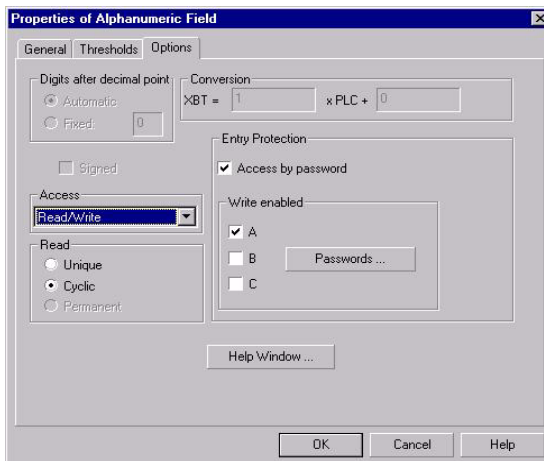 Properties of Alphanumeric Field
General Thresholds Options
Digits after decimal point
Automatic
Fixed: 0
Conversion
XBT = 1 x PLC + 0
Signed
Access
Read/Write
Read
Unique
Cyclic
Permanent
Entry Protection
Access by password
Write enabled
A
B
C
Passwords ...
Help Window ...
OK Cancel Help